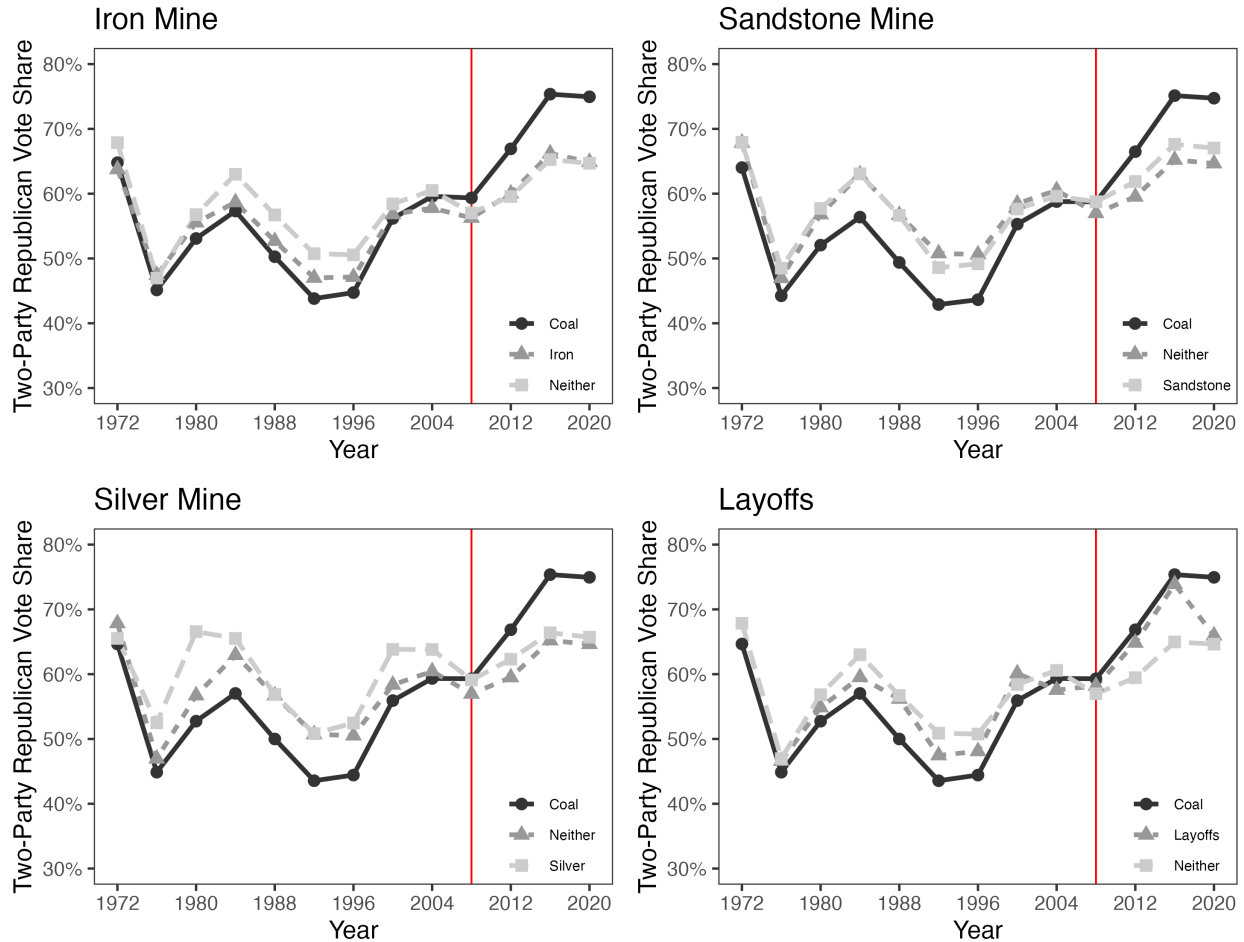 Iron Mine
Two-Party Republican Vote Share
80%
70%
60%
50%
40%
30%
Coal
Iron
Neither
1972 1980 1988 1996 2004 2012 2020
Year
Sandstone Mine
Two-Party Republican Vote Share
80%
70%
60%
50%
40%
30%
Coal
Neither
Sandstone
1972 1980 1988 1996 2004 2012 2020
Year
Silver Mine
Two-Party Republican Vote Share
80%
70%
60%
50%
40%
30%
Coal
Neither
Silver
1972 1980 1988 1996 2004 2012 2020
Year
Layoffs
Two-Party Republican Vote Share
80%
70%
60%
50%
40%
30%
Coal
Layoffs
Neither
1972 1980 1988 1996 2004 2012 2020
Year